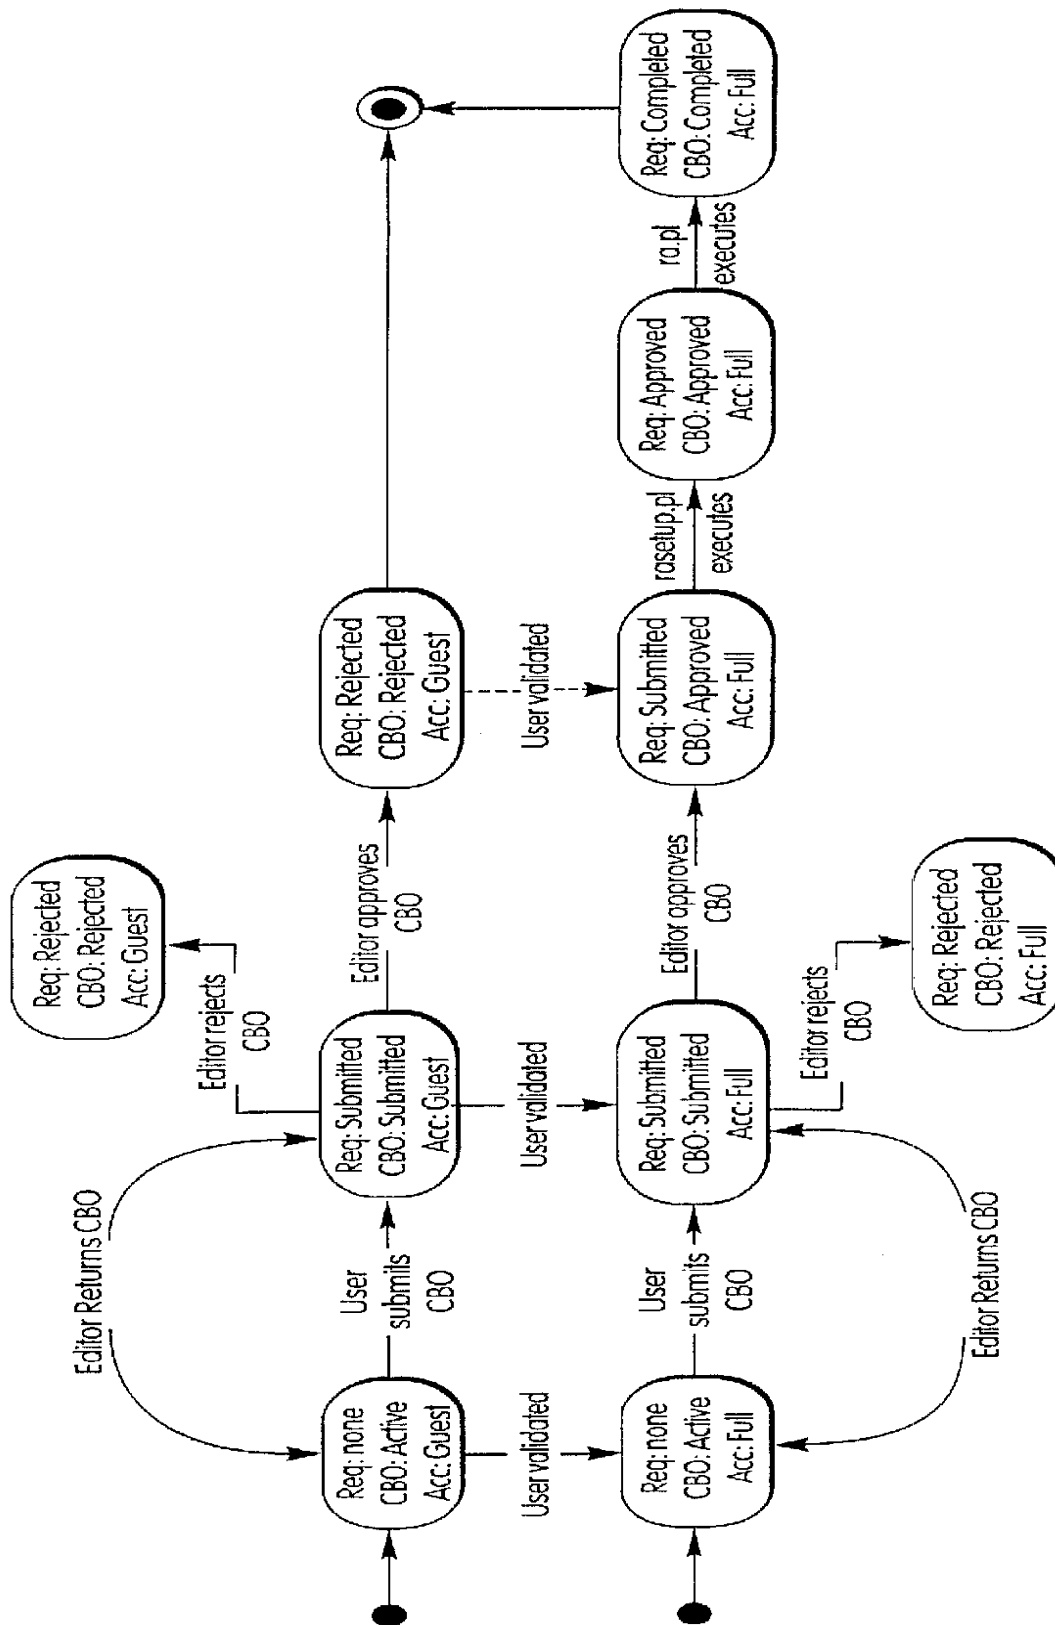 Editor Returns CBO
Editor rejects
CBO
Req: Rejected
CBO: Rejected
Acc: Guest
Req: none
CBO: Active
Acc: Guest
User
submits
CBO
Req: Submitted
CBO: Submitted
Acc: Guest
Editor approves
CBO
Req: Rejected
CBO: Rejected
Acc: Guest
User validated
User validated
User validated
Req: none
CBO: Active
Acc: Full
User
submits
CBO
Req: Submitted
CBO: Submitted
Acc: Full
Editor approves
CBO
Req: Submitted
CBO: Approved
Acc: Full
rasetup.pl
executes
Req: Approved
CBO: Approved
Acc: Full
ra.pl
executes
Req: Completed
CBO: Completed
Acc: Full
Editor Returns CBO
Editor rejects
CBO
Req: Rejected
CBO: Rejected
Acc: Full